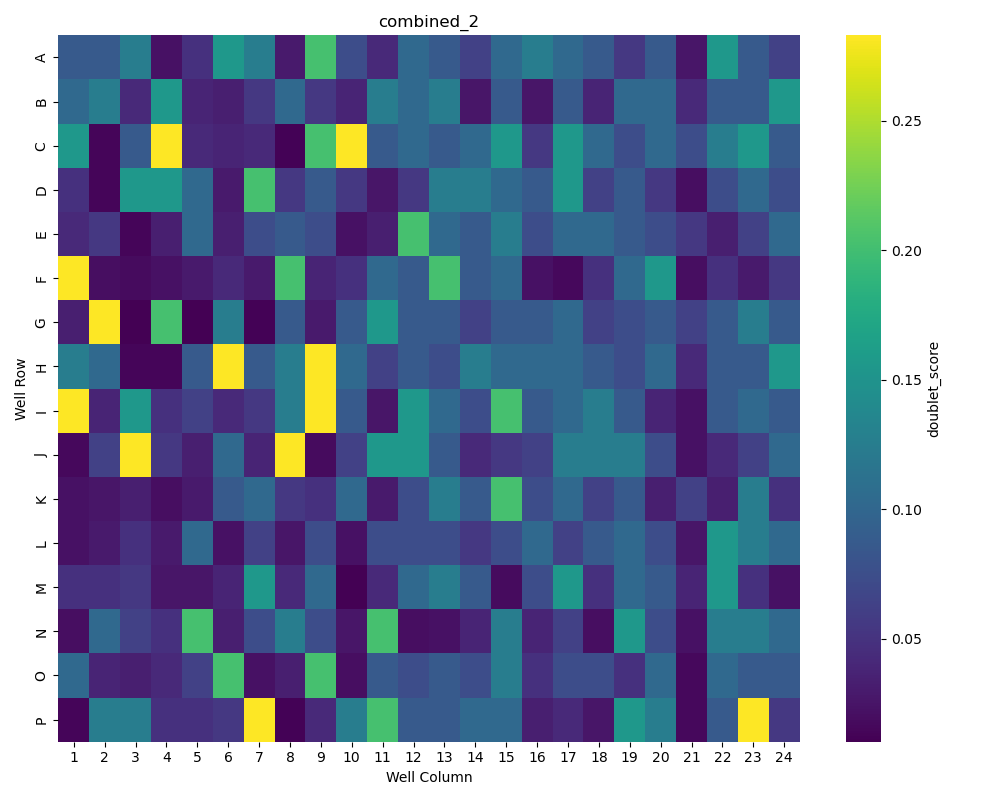 combined_2
A
B
C
D
E
F
G
H
I
J
K
L
M
N
O
P
Well Row
1 2 3 4 5 6 7 8 9 10 11 12 13 14 15 16 17 18 19 20 21 22 23 24
Well Column
0.25
0.20
0.15
0.10
0.05
doublet_score